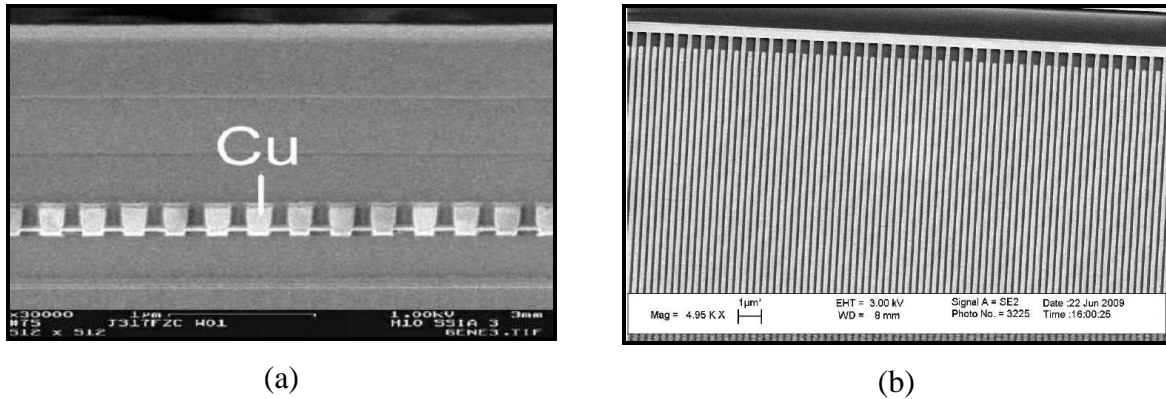 Cu
x30000 1µm 1.00kV 3mm
#75 J317FZC W01 M10 SSIA 3
512 x 512 GENE3.TIF
(a)
1µm*
Mag = 4.95 K X
EHT = 3.00 kV
WD = 8 mm
Signal A = SE2
Photo No. = 3225
Date :22 Jun 2009
Time :16:00:25
(b)